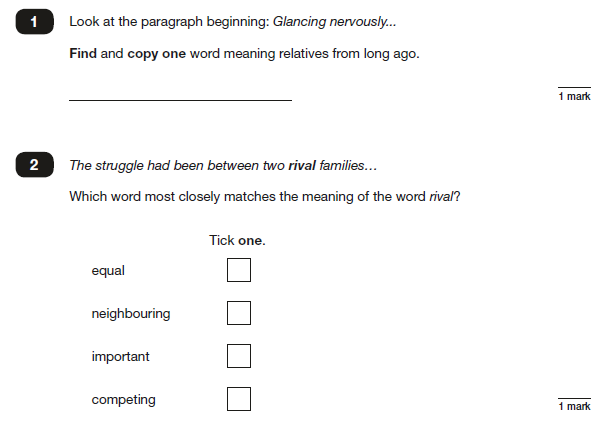 1 Look at the paragraph beginning: Glancing nervously...
Find and copy one word meaning relatives from long ago.
1 mark
2 The struggle had been between two rival families…
Which word most closely matches the meaning of the word rival?
Tick one.
equal
neighbouring
important
competing
1 mark